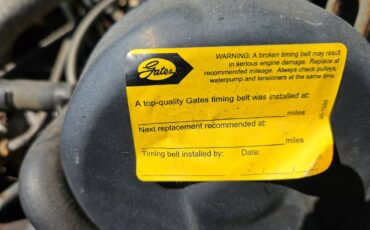 Gates
WARNING: A broken timing belt may result
in serious engine damage. Replace at
recommended mileage. Always check pulleys,
waterpump and tensioners at the same time.
A top-quality Gates timing belt was installed at:
miles
Next replacement recommended at:
miles
Timing belt installed by: Date: